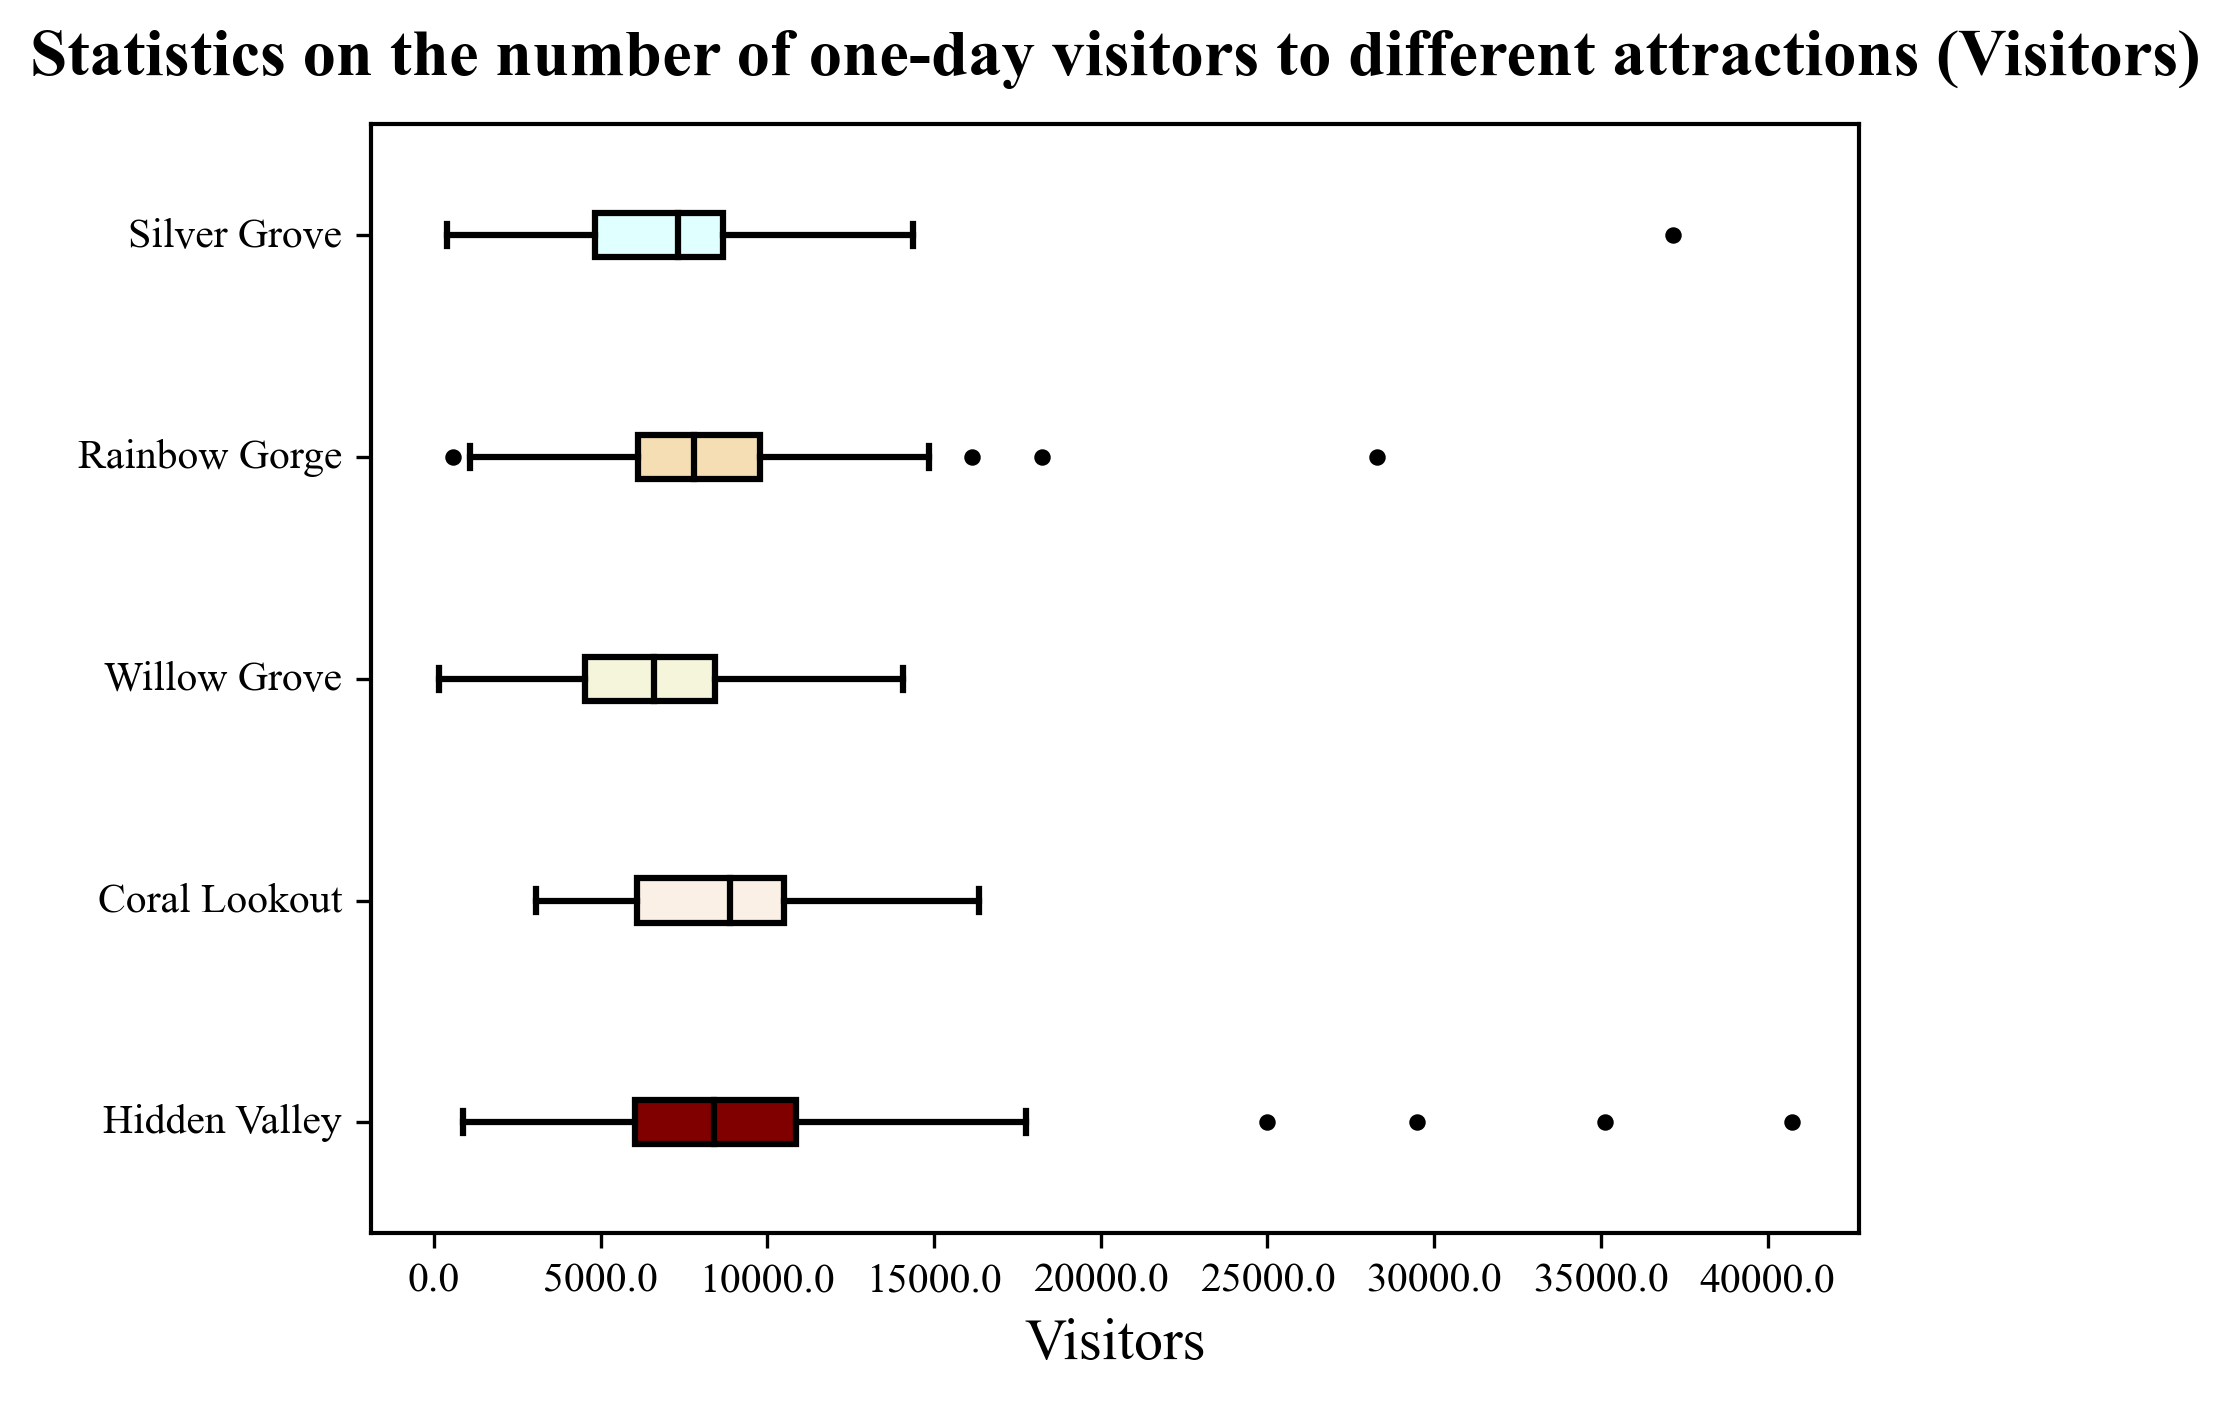 Statistics on the number of one-day visitors to different attractions (Visitors)
Silver Grove
Rainbow Gorge
Willow Grove
Coral Lookout
Hidden Valley
0.0 5000.0 10000.0 15000.0 20000.0 25000.0 30000.0 35000.0 40000.0
Visitors